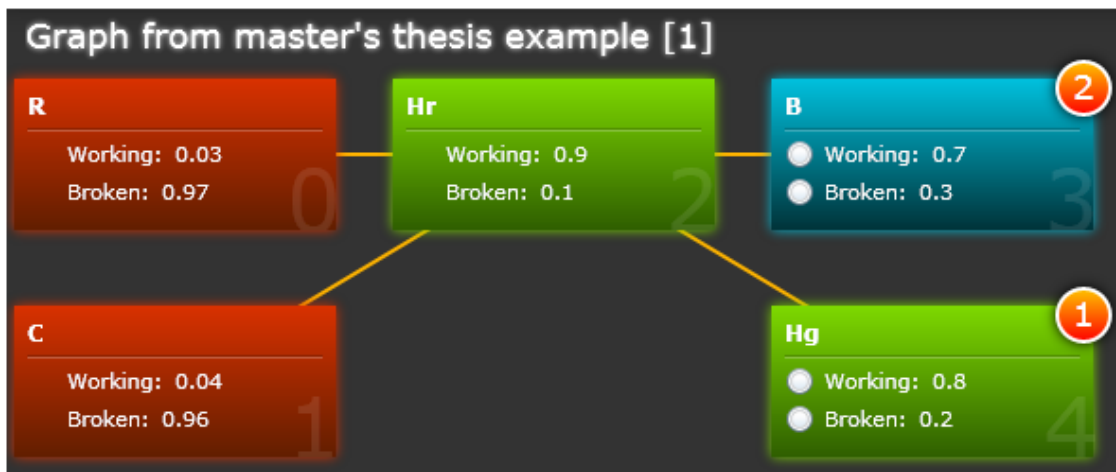 Graph from master's thesis example [1]
R
Working: 0.03
Broken: 0.97
0
Hr
Working: 0.9
Broken: 0.1
2
B
2
Working: 0.7
Broken: 0.3
3
C
Working: 0.04
Broken: 0.96
1
Hg
1
Working: 0.8
Broken: 0.2
4